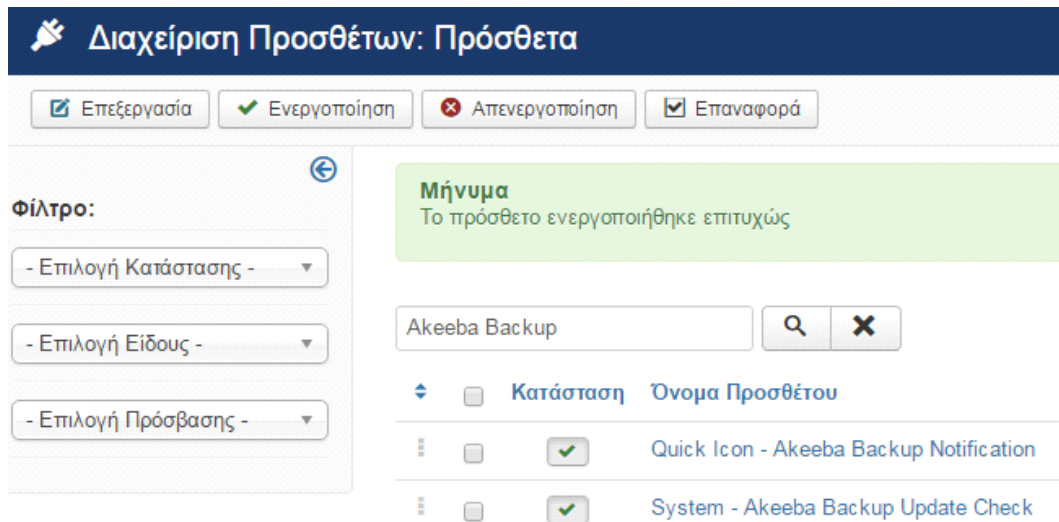 Διαχείριση Προσθέτων: Πρόσθετα
Επεξεργασία Ενεργοποίηση Απενεργοποίηση Επαναφορά
Φίλτρο:
- Επιλογή Κατάστασης -
- Επιλογή Είδους -
- Επιλογή Πρόσβασης -
Μήνυμα
Το πρόσθετο ενεργοποιήθηκε επιτυχώς
Akeeba Backup
Κατάσταση Όνομα Προσθέτου
Quick Icon - Akeeba Backup Notification
System - Akeeba Backup Update Check